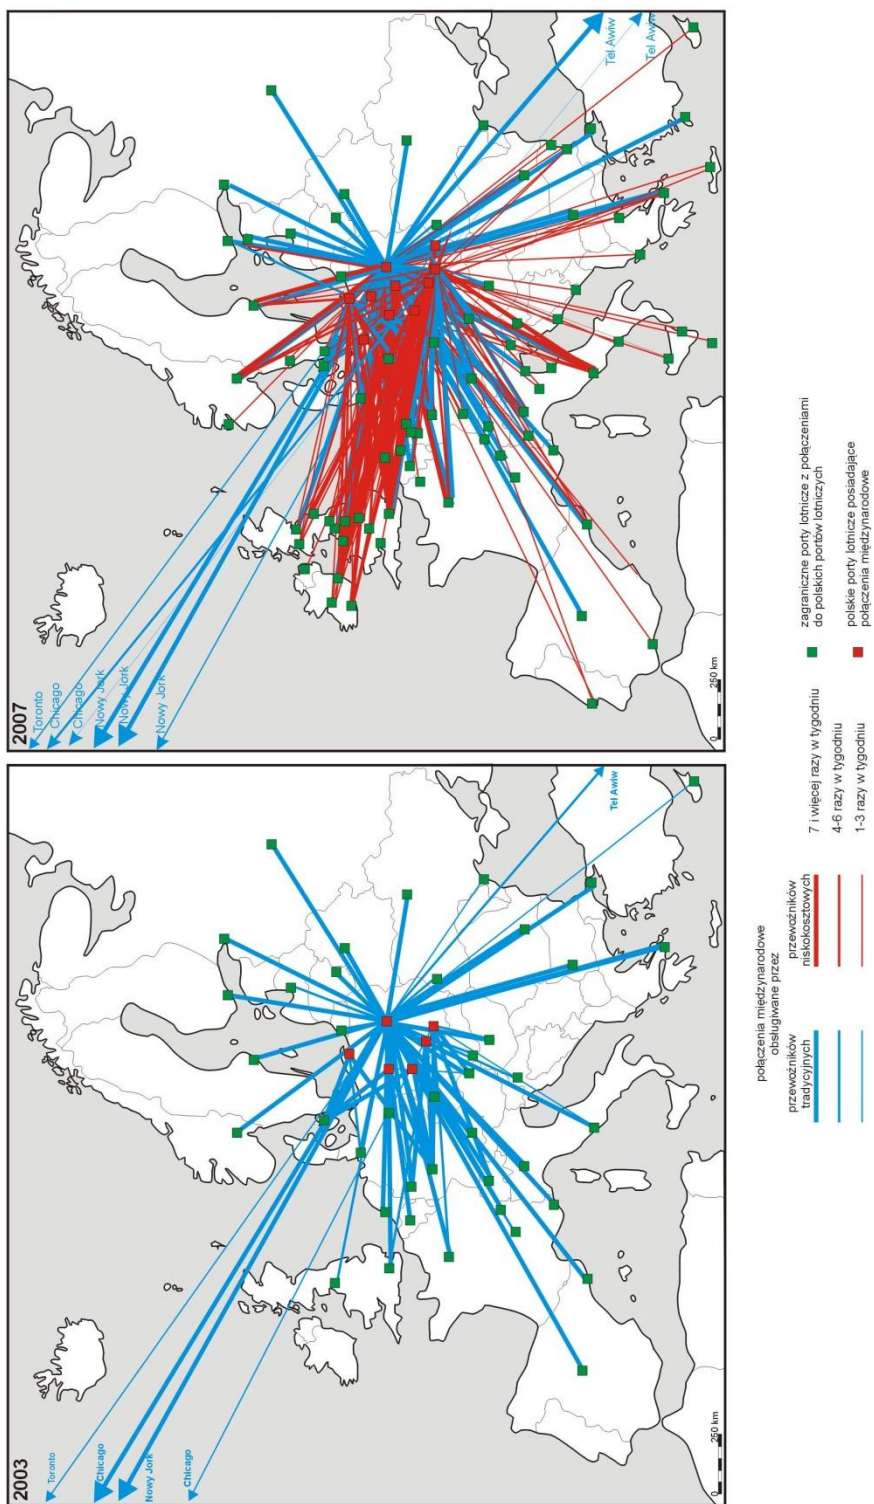 2003
Toronto
Chicago
Nowy Jork
Chicago
Tel Awiw
0 250 km
2007
Toronto
Chicago
Chicago
Nowy Jork
Nowy Jork
Nowy Jork
Tel Awiw
Tel Awiw
0 250 km
połączenia międzynarodowe
obsługiwane przez
przewoźników
tradycyjnych
przewoźników
niskokosztowych
7 i więcej razy w tygodniu
4-6 razy w tygodniu
1-3 razy w tygodniu
zagraniczne porty lotnicze z połączeniami
do polskich portów lotniczych
polskie porty lotnicze posiadające
połączenia międzynarodowe